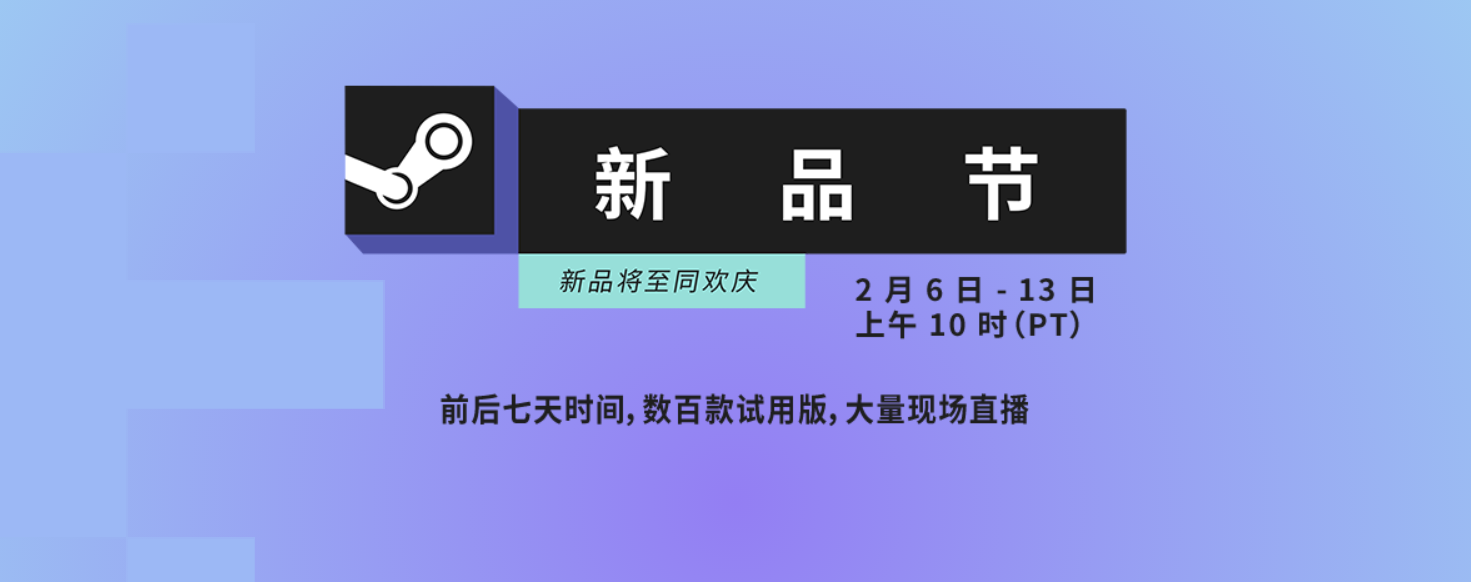 新品节
新品将至同欢庆
2 月 6 日 - 13 日
上午 10 时（PT）
前后七天时间，数百款试用版，大量现场直播